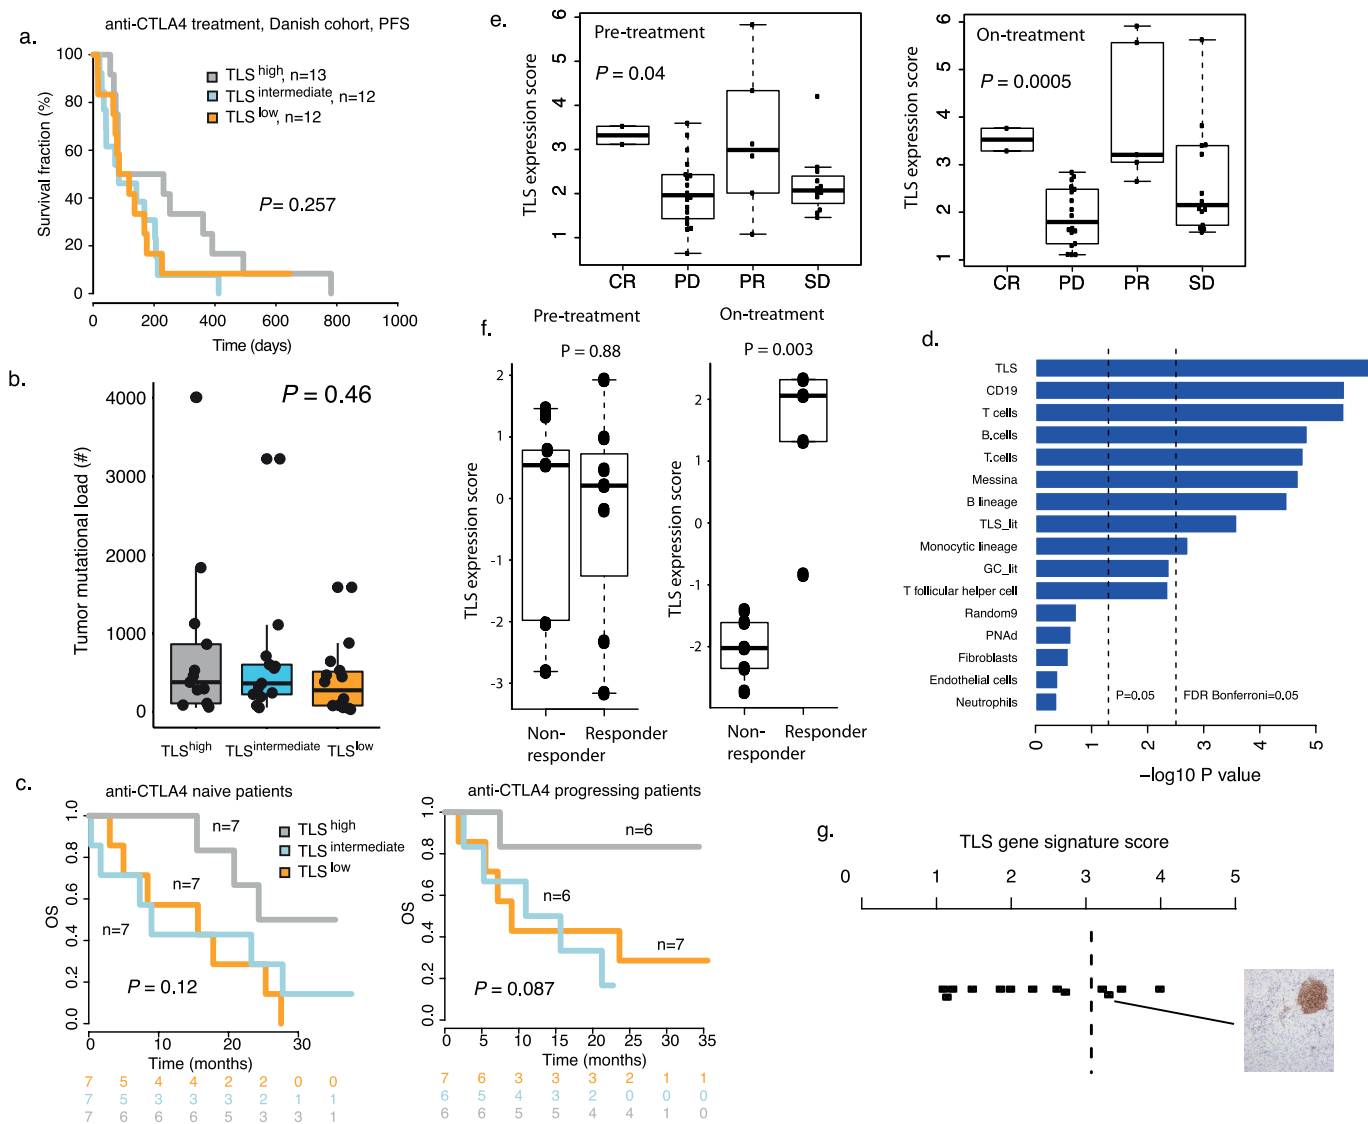 a.
anti-CTLA4 treatment, Danish cohort, PFS
100
80
60
40
20
0
Survival fraction (%)
TLS high, n=13
TLS intermediate, n=12
TLS low, n=12
P = 0.257
0 200 400 600 800 1000
Time (days)
e.
Pre-treatment
P = 0.04
TLS expression score
6
5
4
3
2
1
CR PD PR SD
On-treatment
P = 0.0005
TLS expression score
6
5
4
3
2
1
CR PD PR SD
b.
P = 0.46
Tumor mutational load (#)
4000
3000
2000
1000
0
TLS high TLS intermediate TLS low
f.
Pre-treatment
P = 0.88
TLS expression score
2
1
0
-1
-2
-3
Non-responder Responder
On-treatment
P = 0.003
TLS expression score
2
1
0
-1
-2
Non-responder Responder
d.
TLS
CD19
T cells
B.cells
T.cells
Messina
B lineage
TLS_lit
Monocytic lineage
GC_lit
T follicular helper cell
Random9
PNAd
Fibroblasts
Endothelial cells
Neutrophils
P=0.05
FDR Bonferroni=0.05
0 1 2 3 4 5
−log10 P value
c.
anti-CTLA4 naive patients
OS
1.0
0.8
0.6
0.4
0.2
0.0
TLS high
TLS intermediate
TLS low
n=7
n=7
n=7
P = 0.12
0 10 20 30
Time (months)
7 5 4 4 2 2 0 0
7 5 3 3 3 2 1 1
7 6 6 6 5 3 3 1
anti-CTLA4 progressing patients
OS
1.0
0.8
0.6
0.4
0.2
0.0
n=6
n=6
n=7
P = 0.087
0 5 10 15 20 25 30 35
Time (months)
7 6 3 3 3 2 1 1
6 5 4 3 2 0 0 0
6 6 5 5 4 4 1 0
g.
TLS gene signature score
0 1 2 3 4 5